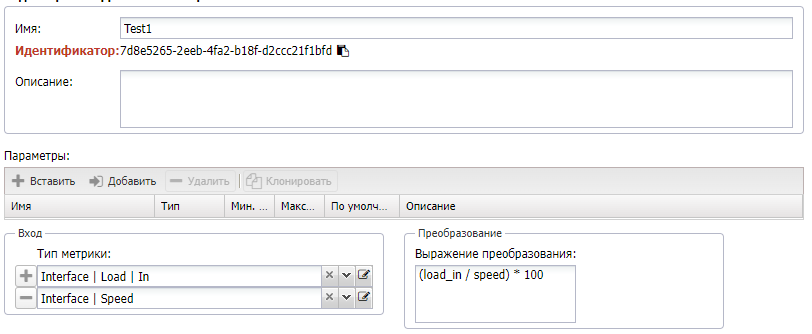 Имя: Test1
Идентификатор:7d8e5265-2eeb-4fa2-b18f-d2ccc21f1bfd
Описание:
Параметры:
Вставить Добавить Удалить Клонировать
Имя Тип Мин. ... Макс... По умолч... Описание
Вход
Тип метрики:
Interface | Load | In
Interface | Speed
Преобразование
Выражение преобразования:
(load_in / speed) * 100